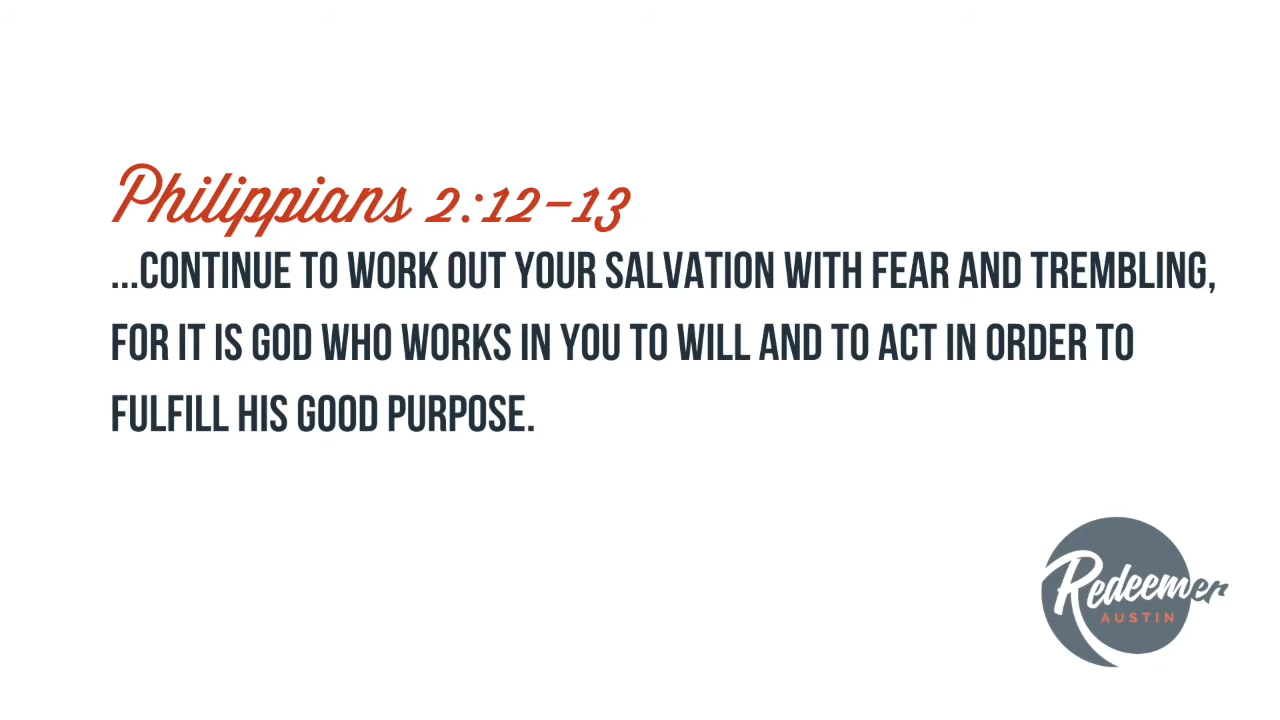 Philippians 2:12-13
...CONTINUE TO WORK OUT YOUR SALVATION WITH FEAR AND TREMBLING,
FOR IT IS GOD WHO WORKS IN YOU TO WILL AND TO ACT IN ORDER TO
FULFILL HIS GOOD PURPOSE.
Redeemer
AUSTIN